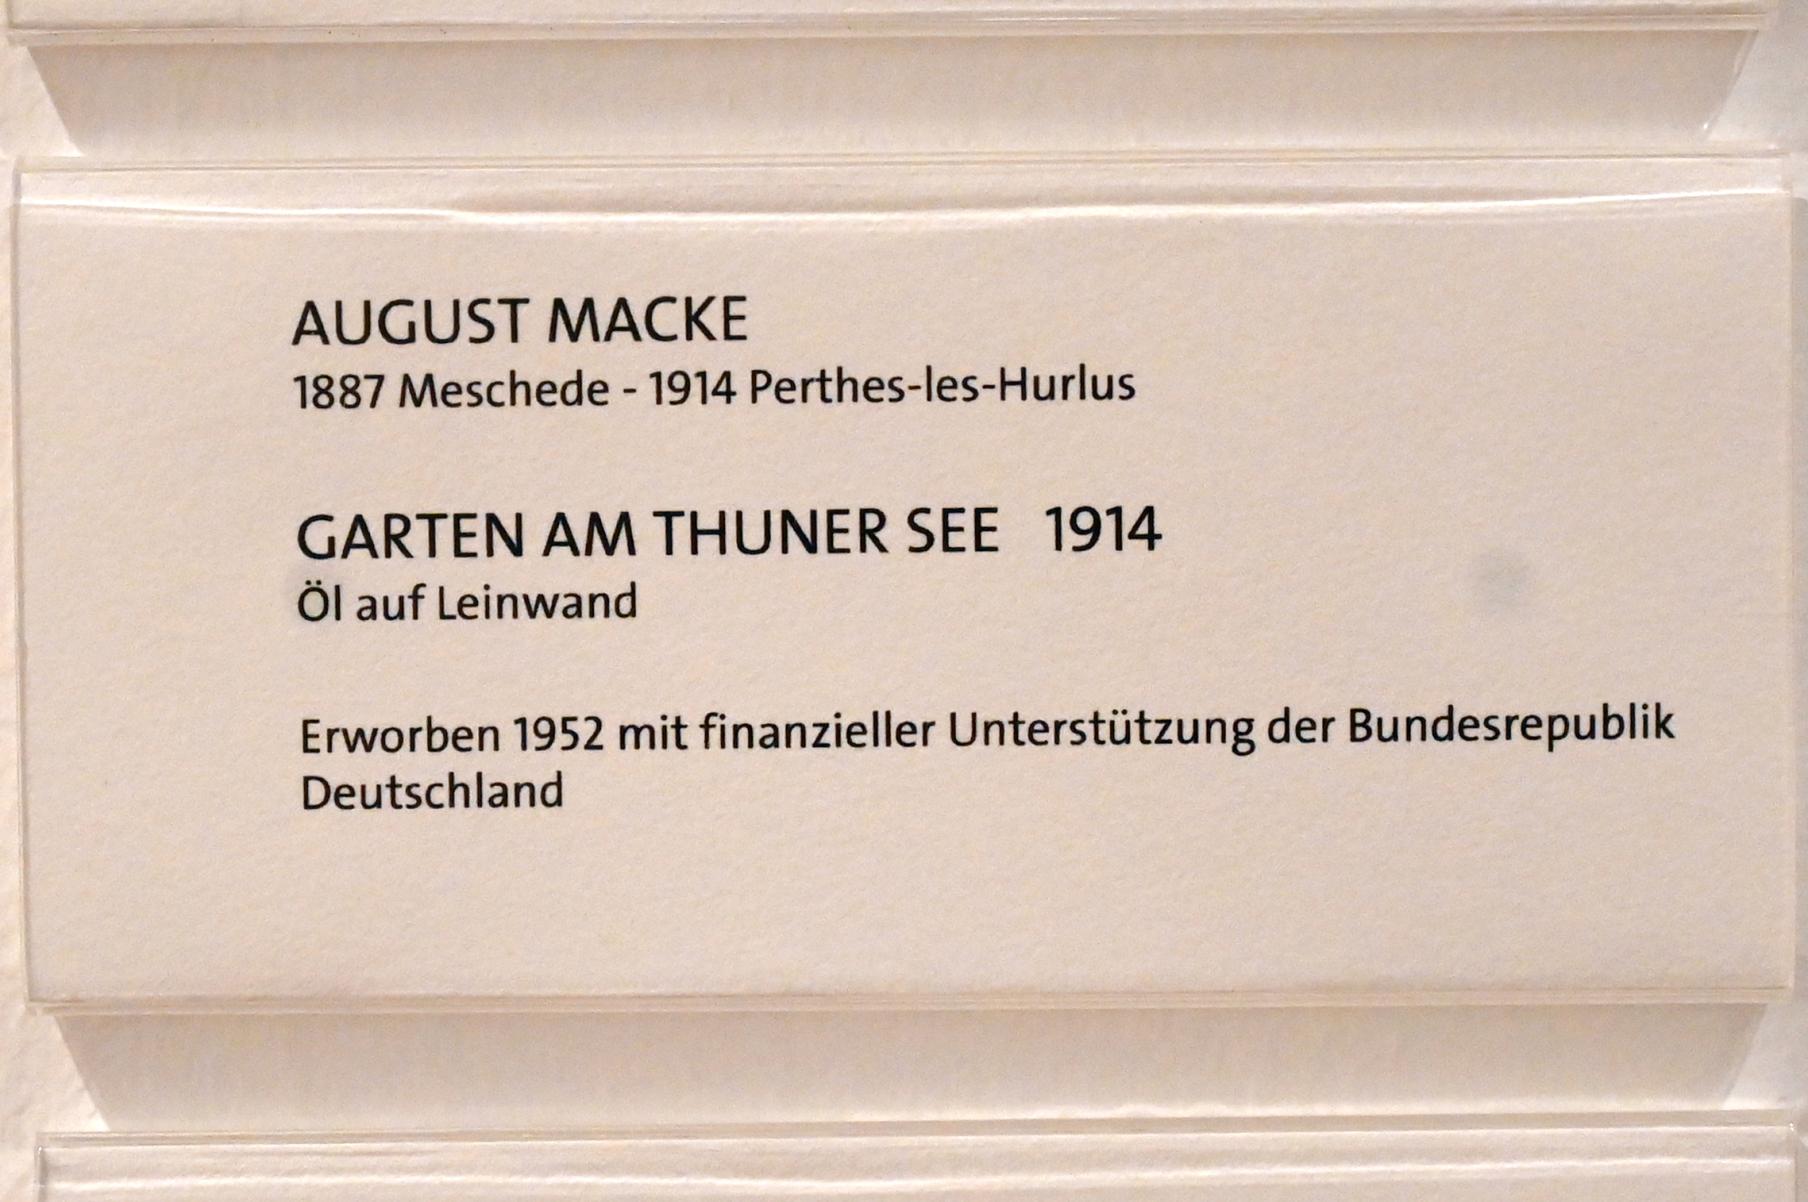 AUGUST MACKE
1887 Meschede - 1914 Perthes-les-Hurlus
GARTEN AM THUNER SEE 1914
Öl auf Leinwand
Erworben 1952 mit finanzieller Unterstützung der Bundesrepublik
Deutschland